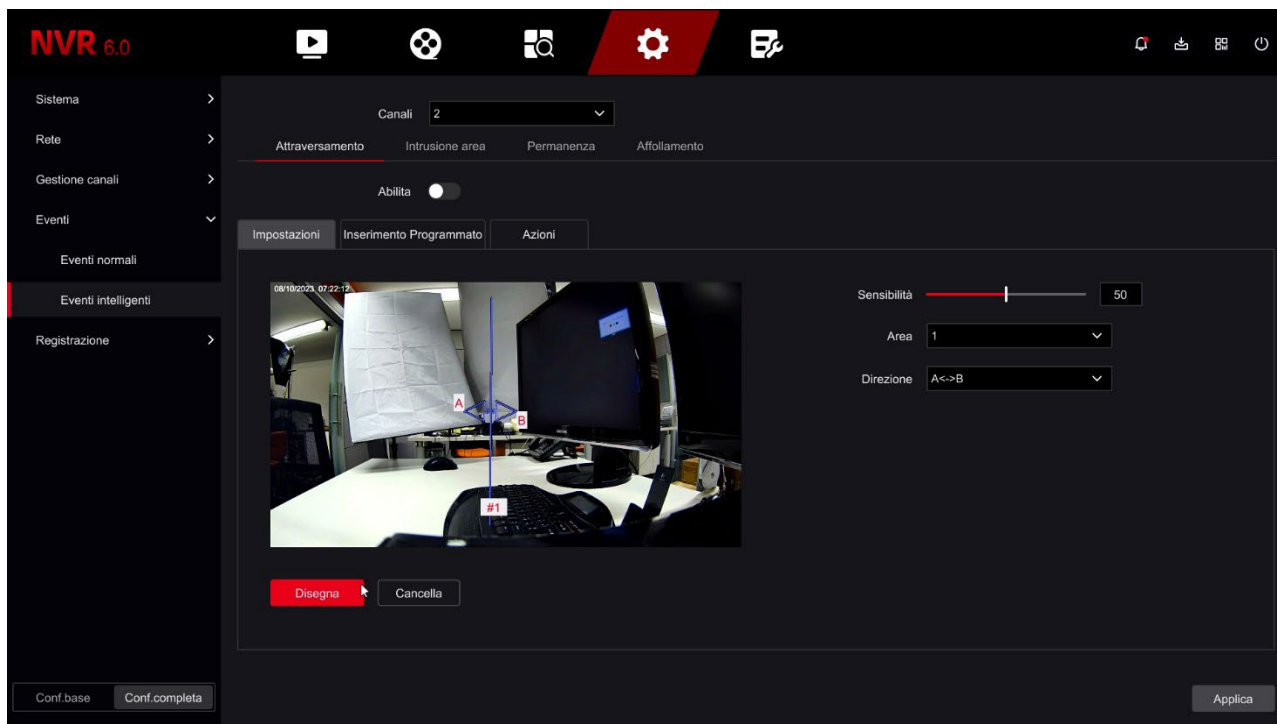 NVR 6.0
Sistema
Rete
Gestione canali
Eventi
Eventi normali
Eventi intelligenti
Registrazione
Conf.base Conf.completa
Canali 2
Attraversamento Intrusione area Permanenza Affollamento
Abilita
Impostazioni Inserimento Programmato Azioni
08/10/2023 07:22:12
A
B
#1
Sensibilità 50
Area 1
Direzione A<->B
Disegna Cancella
Applica